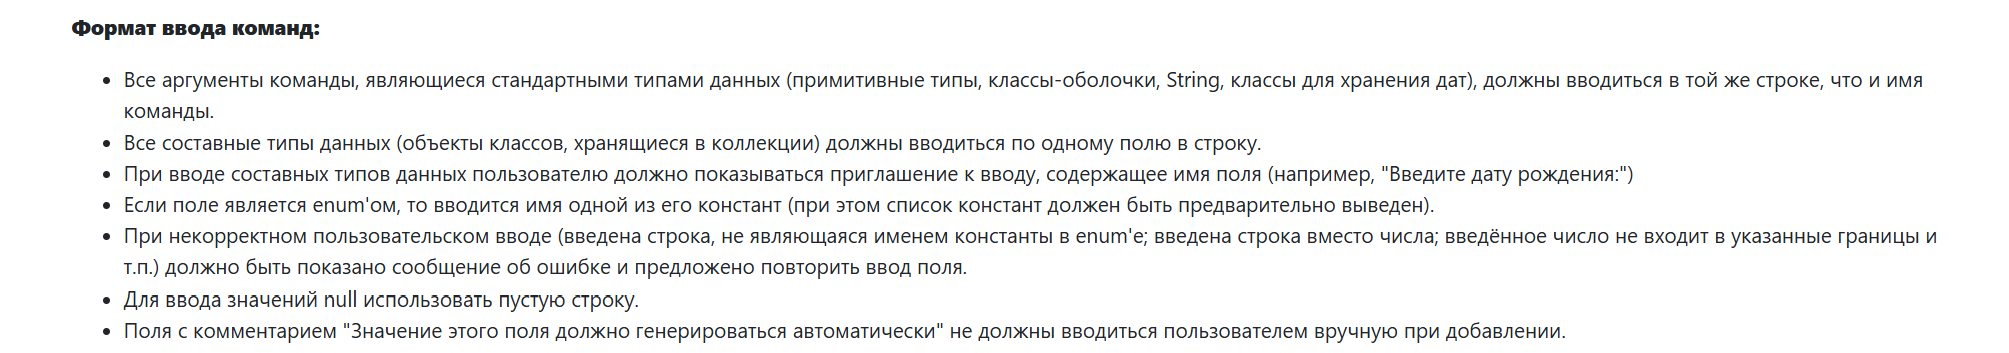 Формат ввода команд:
• Все аргументы команды, являющиеся стандартными типами данных (примитивные типы, классы-оболочки, String, классы для хранения дат), должны вводиться в той же строке, что и имя
команды.
• Все составные типы данных (объекты классов, хранящиеся в коллекции) должны вводиться по одному полю в строку.
• При вводе составных типов данных пользователю должно показываться приглашение к вводу, содержащее имя поля (например, "Введите дату рождения:")
• Если поле является enum'ом, то вводится имя одной из его констант (при этом список констант должен быть предварительно выведен).
• При некорректном пользовательском вводе (введена строка, не являющаяся именем константы в enum'е; введена строка вместо числа; введённое число не входит в указанные границы и
т.п.) должно быть показано сообщение об ошибке и предложено повторить ввод поля.
• Для ввода значений null использовать пустую строку.
• Поля с комментарием "Значение этого поля должно генерироваться автоматически" не должны вводиться пользователем вручную при добавлении.